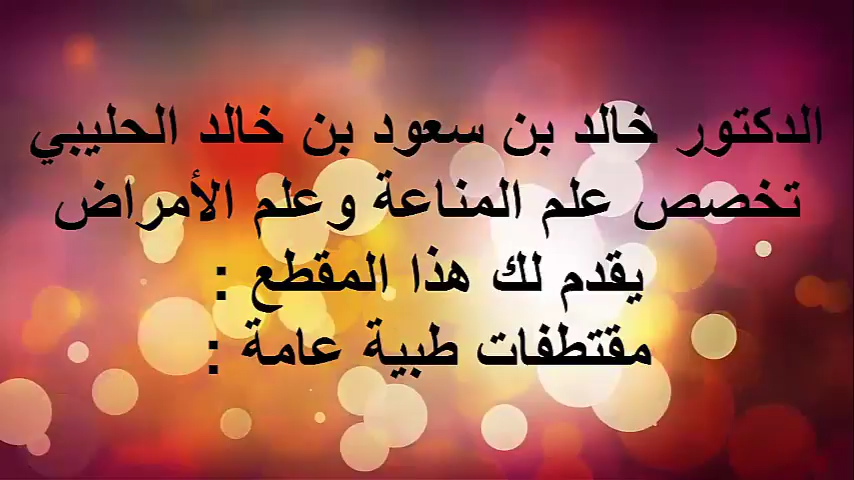 الدكتور خالد بن سعود بن خالد الحليبي
تخصص علم المناعة وعلم الأمراض
يقدم لك هذا المقطع :
مقتطفات طبية عامة :